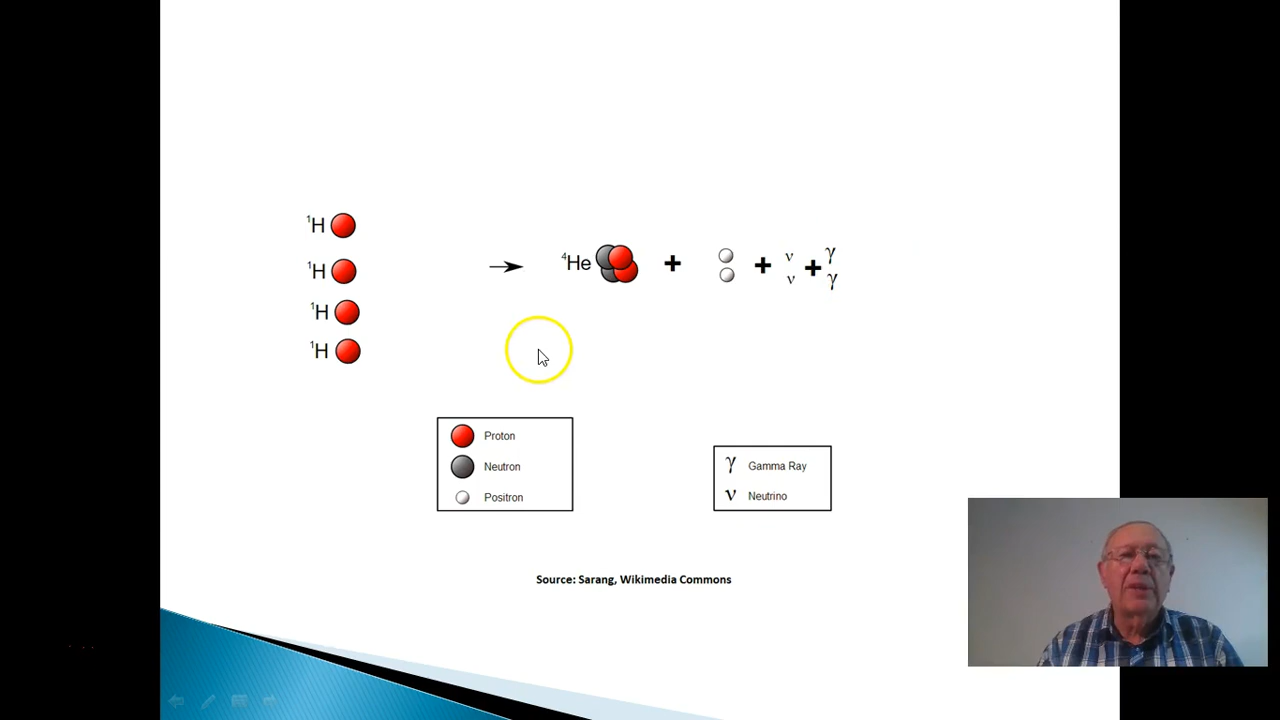 ¹H
¹H
¹H
¹H
→ ⁴He + + ν ν + γ γ
Proton
Neutron
Positron
γ Gamma Ray
ν Neutrino
Source: Sarang, Wikimedia Commons